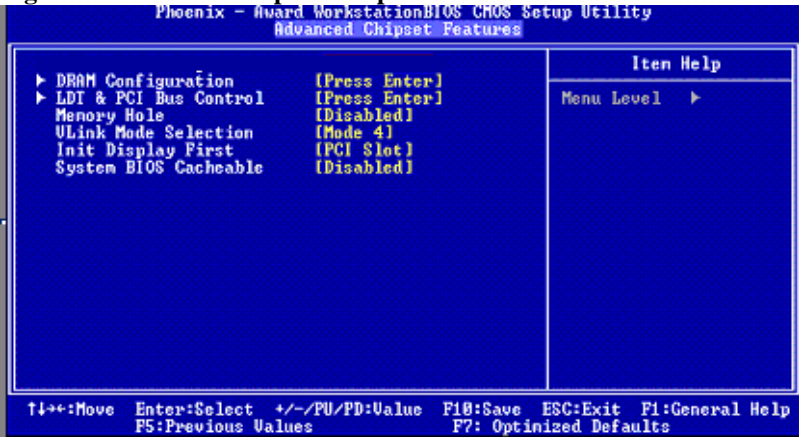 Phoenix - Award WorkstationBIOS CMOS Setup Utility
Advanced Chipset Features
▶ DRAM Configuration [Press Enter]
▶ LDT & PCI Bus Control [Press Enter]
Memory Hole [Disabled]
VLink Mode Selection [Mode 4]
Init Display First [PCI Slot]
System BIOS Cacheable [Disabled]
Item Help
Menu Level ▶
↑↓→←:Move Enter:Select +/-/PU/PD:Value F10:Save ESC:Exit F1:General Help
F5:Previous Values F7: Optimized Defaults